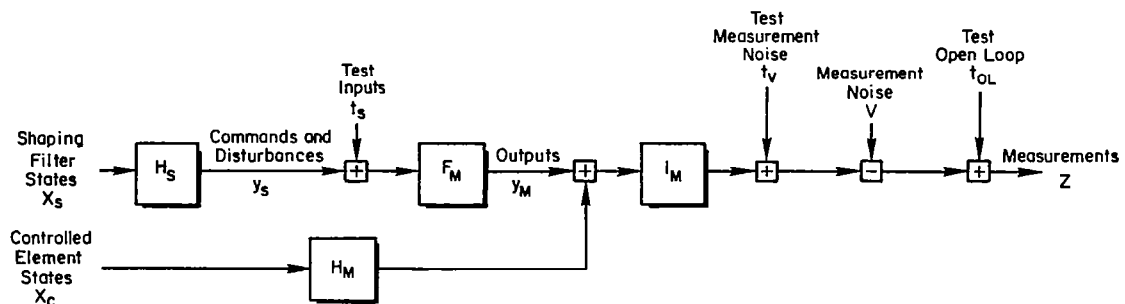 Test
Measurement
Noise
t_V
Test
Open Loop
t_OL
Measurement
Noise
V
Test
Inputs
t_S
Shaping
Filter
States
X_S
H_S
Commands and
Disturbances
y_S
+
F_M
Outputs
y_M
+
I_M
+
−
+
Measurements
Z
Controlled
Element
States
X_C
H_M